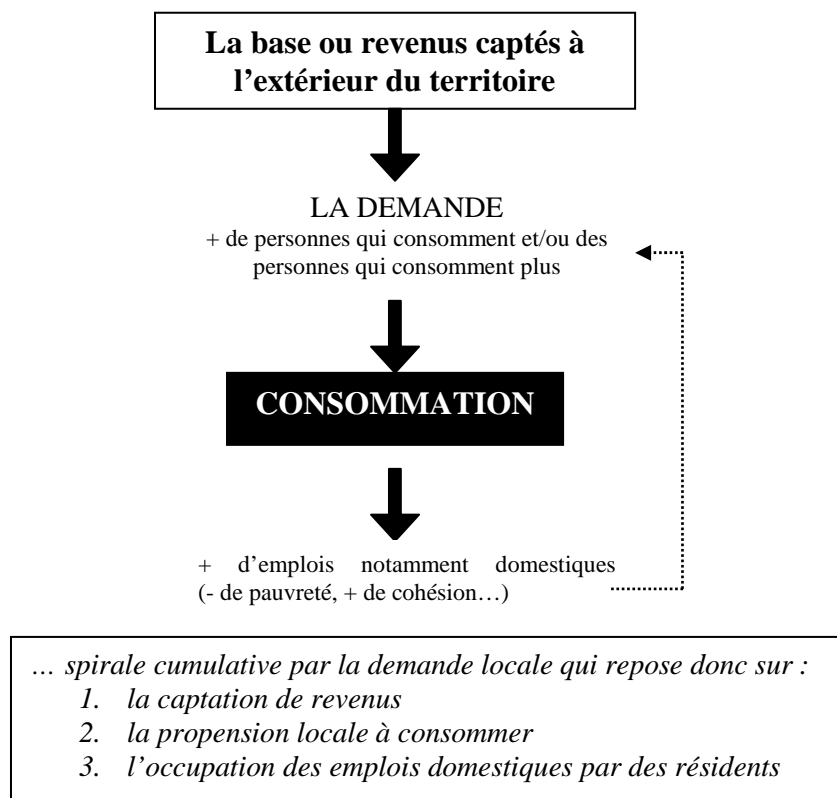 La base ou revenus captés à
l'extérieur du territoire
LA DEMANDE
+ de personnes qui consomment et/ou des
personnes qui consomment plus
CONSOMMATION
+ d'emplois notamment domestiques
(- de pauvreté, + de cohésion…)
… spirale cumulative par la demande locale qui repose donc sur :
1. la captation de revenus
2. la propension locale à consommer
3. l'occupation des emplois domestiques par des résidents